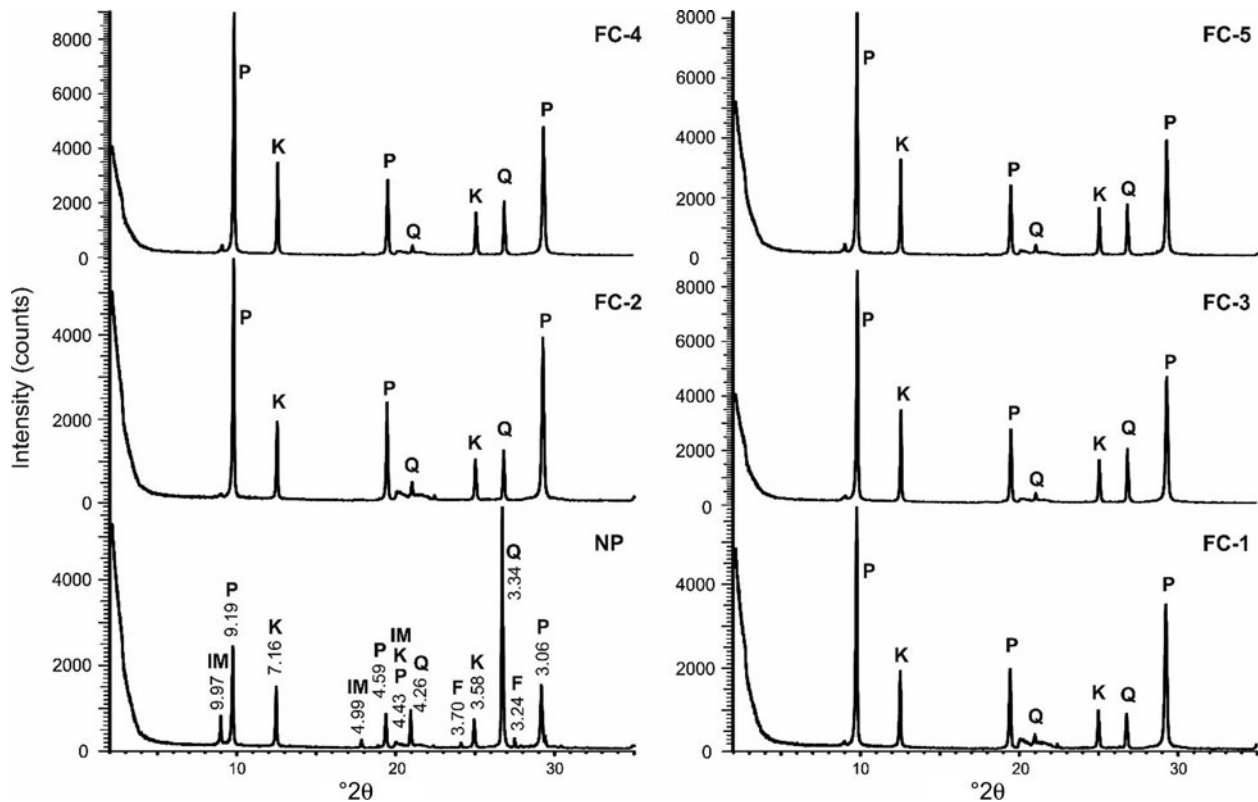 8000
6000
4000
2000
0
FC-4
P
K
P
Q
K
Q
P
8000
6000
4000
2000
0
FC-5
P
K
P
Q
K
Q
P
4000
2000
0
FC-2
P
K
P
Q
K
Q
P
8000
6000
4000
2000
0
FC-3
P
K
P
Q
K
Q
P
Intensity (counts)
4000
2000
0
NP
IM 9.97
P 9.19
K 7.16
IM 4.99
P 4.59
IM
K
P 4.43
Q 4.26
F 3.70
K 3.58
Q 3.34
F 3.24
P 3.06
10
20
30
°2θ
4000
2000
0
FC-1
P
K
P
Q
K
Q
P
10
20
30
°2θ